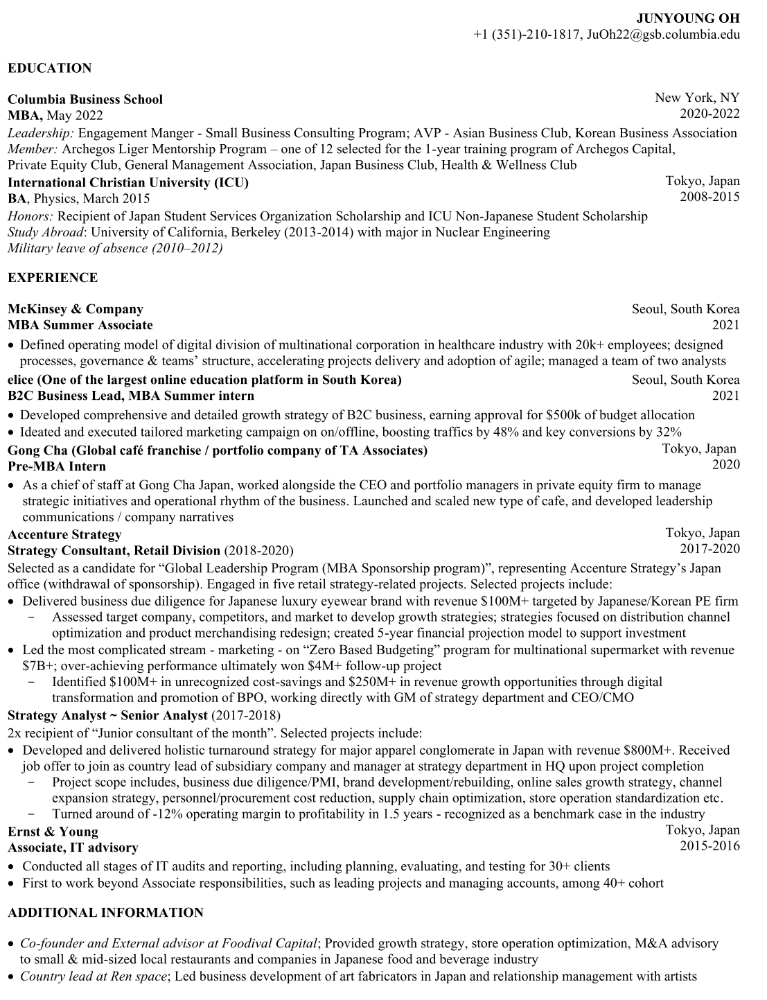 JUNYOUNG OH
+1 (351)-210-1817, JuOh22@gsb.columbia.edu
EDUCATION
Columbia Business School New York, NY
MBA, May 2022 2020-2022
Leadership: Engagement Manger - Small Business Consulting Program; AVP - Asian Business Club, Korean Business Association
Member: Archegos Liger Mentorship Program – one of 12 selected for the 1-year training program of Archegos Capital,
Private Equity Club, General Management Association, Japan Business Club, Health & Wellness Club
International Christian University (ICU) Tokyo, Japan
BA, Physics, March 2015 2008-2015
Honors: Recipient of Japan Student Services Organization Scholarship and ICU Non-Japanese Student Scholarship
Study Abroad: University of California, Berkeley (2013-2014) with major in Nuclear Engineering
Military leave of absence (2010–2012)
EXPERIENCE
McKinsey & Company Seoul, South Korea
MBA Summer Associate 2021
• Defined operating model of digital division of multinational corporation in healthcare industry with 20k+ employees; designed
processes, governance & teams’ structure, accelerating projects delivery and adoption of agile; managed a team of two analysts
elice (One of the largest online education platform in South Korea) Seoul, South Korea
B2C Business Lead, MBA Summer intern 2021
• Developed comprehensive and detailed growth strategy of B2C business, earning approval for $500k of budget allocation
• Ideated and executed tailored marketing campaign on on/offline, boosting traffics by 48% and key conversions by 32%
Gong Cha (Global café franchise / portfolio company of TA Associates) Tokyo, Japan
Pre-MBA Intern 2020
• As a chief of staff at Gong Cha Japan, worked alongside the CEO and portfolio managers in private equity firm to manage
strategic initiatives and operational rhythm of the business. Launched and scaled new type of cafe, and developed leadership
communications / company narratives
Accenture Strategy Tokyo, Japan
Strategy Consultant, Retail Division (2018-2020) 2017-2020
Selected as a candidate for “Global Leadership Program (MBA Sponsorship program)”, representing Accenture Strategy’s Japan
office (withdrawal of sponsorship). Engaged in five retail strategy-related projects. Selected projects include:
• Delivered business due diligence for Japanese luxury eyewear brand with revenue $100M+ targeted by Japanese/Korean PE firm
− Assessed target company, competitors, and market to develop growth strategies; strategies focused on distribution channel
optimization and product merchandising redesign; created 5-year financial projection model to support investment
• Led the most complicated stream - marketing - on “Zero Based Budgeting” program for multinational supermarket with revenue
$7B+; over-achieving performance ultimately won $4M+ follow-up project
− Identified $100M+ in unrecognized cost-savings and $250M+ in revenue growth opportunities through digital
transformation and promotion of BPO, working directly with GM of strategy department and CEO/CMO
Strategy Analyst ~ Senior Analyst (2017-2018)
2x recipient of “Junior consultant of the month”. Selected projects include:
• Developed and delivered holistic turnaround strategy for major apparel conglomerate in Japan with revenue $800M+. Received
job offer to join as country lead of subsidiary company and manager at strategy department in HQ upon project completion
− Project scope includes, business due diligence/PMI, brand development/rebuilding, online sales growth strategy, channel
expansion strategy, personnel/procurement cost reduction, supply chain optimization, store operation standardization etc.
− Turned around of -12% operating margin to profitability in 1.5 years - recognized as a benchmark case in the industry
Ernst & Young Tokyo, Japan
Associate, IT advisory 2015-2016
• Conducted all stages of IT audits and reporting, including planning, evaluating, and testing for 30+ clients
• First to work beyond Associate responsibilities, such as leading projects and managing accounts, among 40+ cohort
ADDITIONAL INFORMATION
• Co-founder and External advisor at Foodival Capital; Provided growth strategy, store operation optimization, M&A advisory
to small & mid-sized local restaurants and companies in Japanese food and beverage industry
• Country lead at Ren space; Led business development of art fabricators in Japan and relationship management with artists